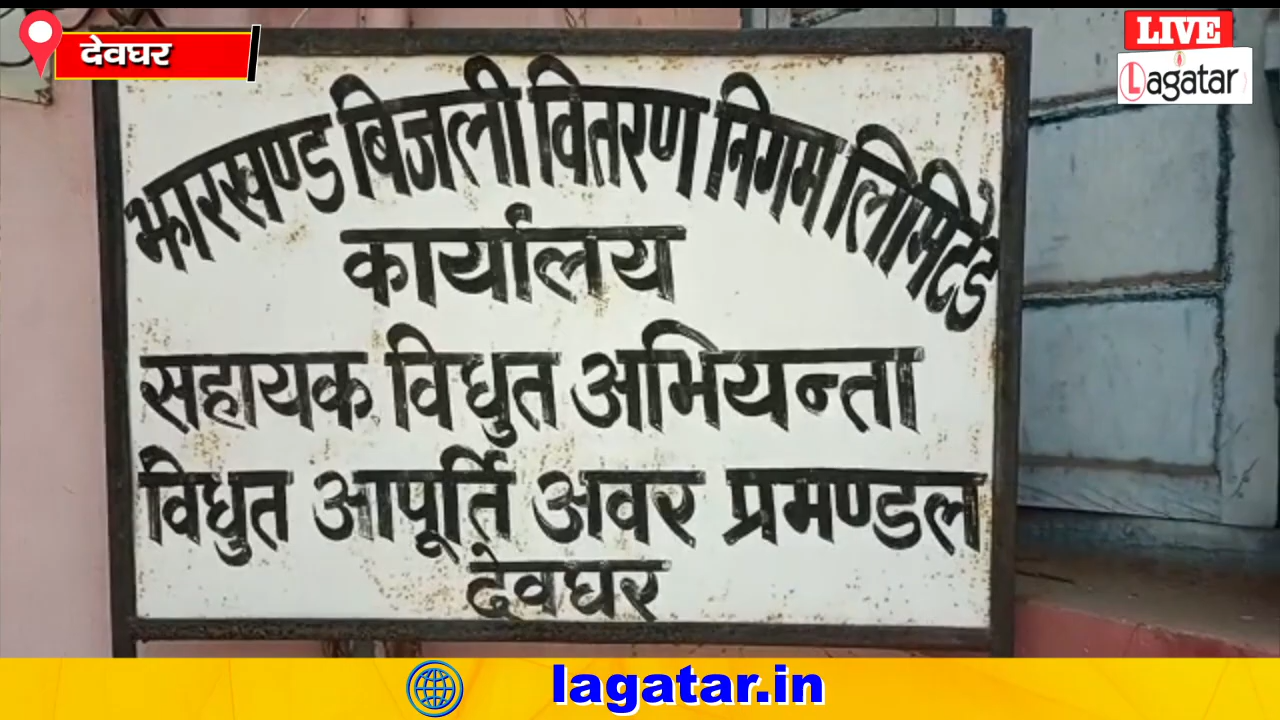 देवघर
LIVE
Lagatar
झारखण्ड बिजली वितरण निगम लिमिटेड
कार्यालय
सहायक विधुत अभियन्ता
विधुत आपूर्ति अवर प्रमण्डल
देवघर
lagatar.in